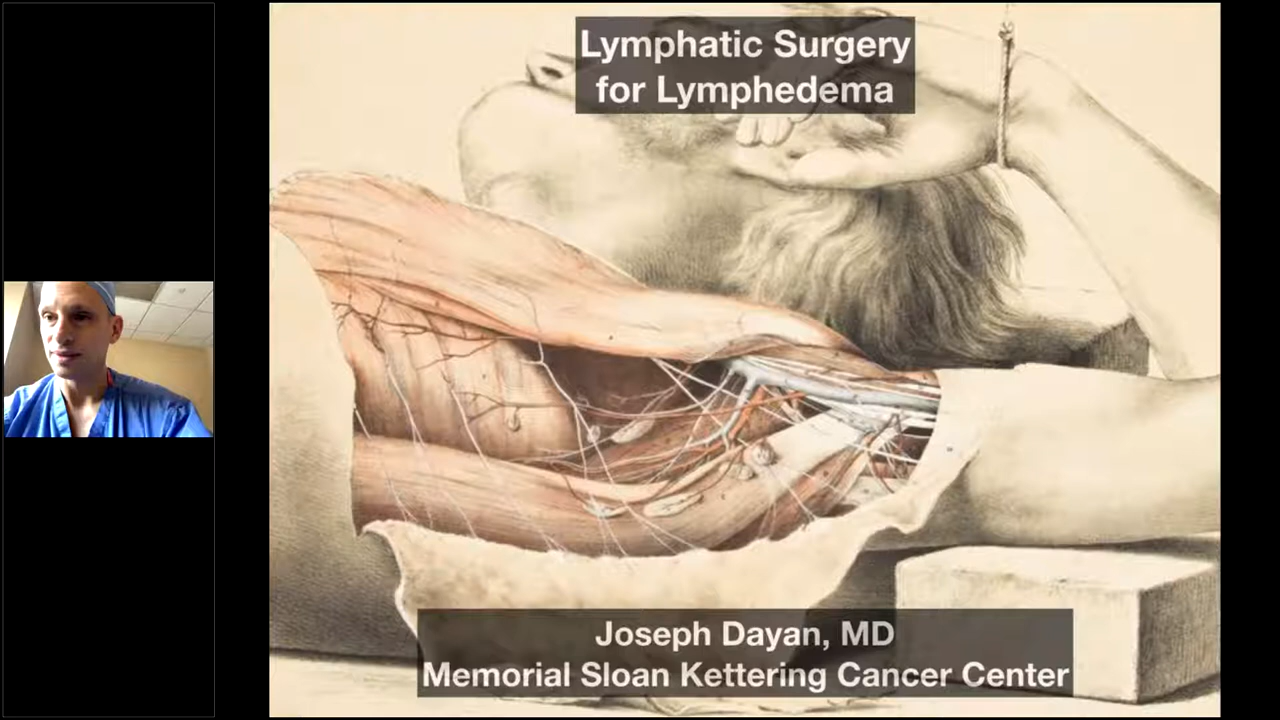 Lymphatic Surgery
for Lymphedema
Joseph Dayan, MD
Memorial Sloan Kettering Cancer Center